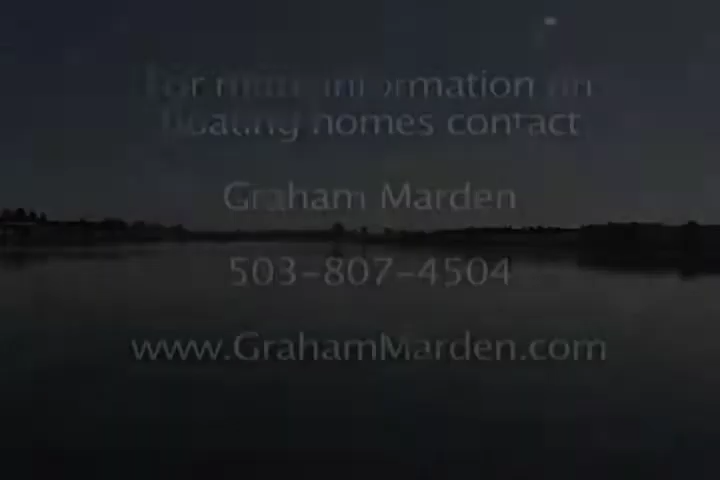 For more information on
floating homes contact
Graham Marden
503-807-4504
www.GrahamMarden.com